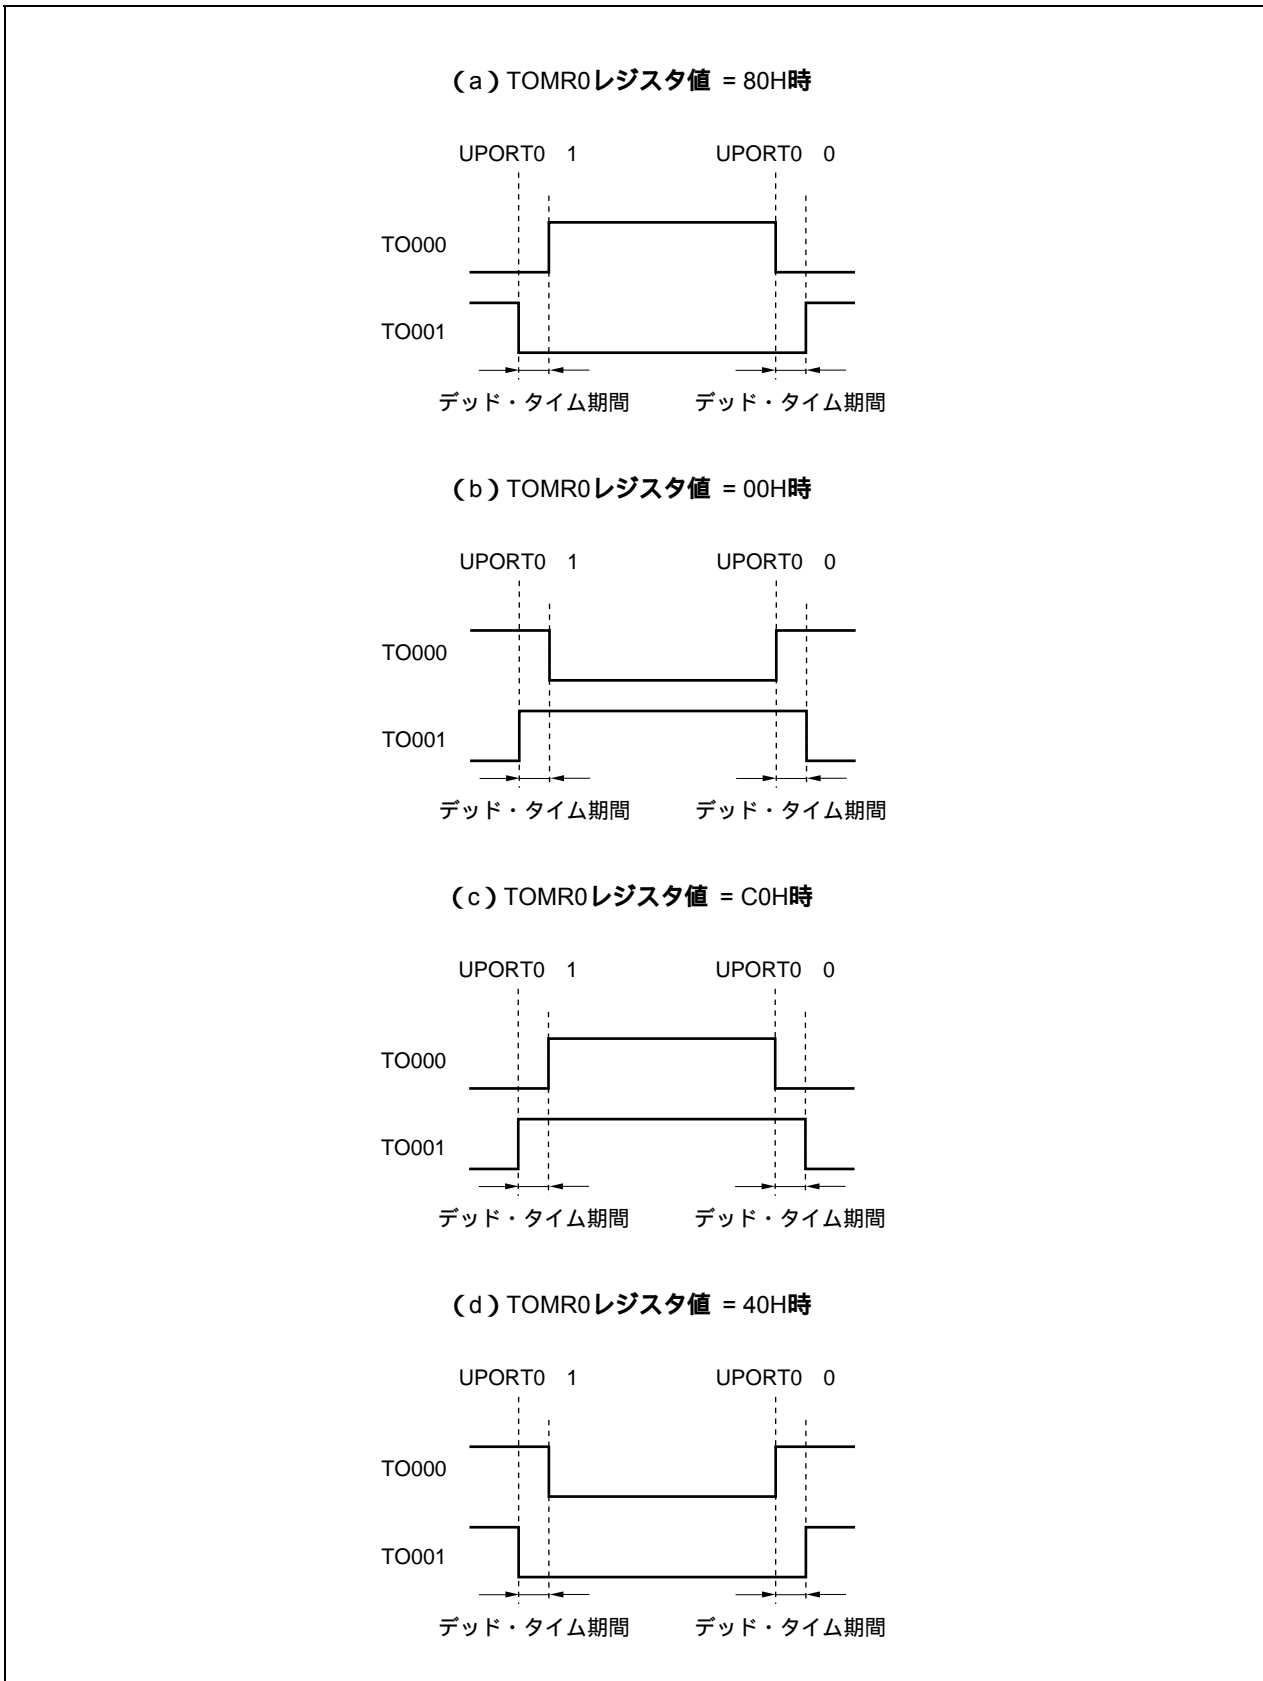 （a）TOMR0レジスタ値 = 80H時
UPORT0 1 UPORT0 0
TO000
TO001
デッド・タイム期間 デッド・タイム期間
（b）TOMR0レジスタ値 = 00H時
UPORT0 1 UPORT0 0
TO000
TO001
デッド・タイム期間 デッド・タイム期間
（c）TOMR0レジスタ値 = C0H時
UPORT0 1 UPORT0 0
TO000
TO001
デッド・タイム期間 デッド・タイム期間
（d）TOMR0レジスタ値 = 40H時
UPORT0 1 UPORT0 0
TO000
TO001
デッド・タイム期間 デッド・タイム期間